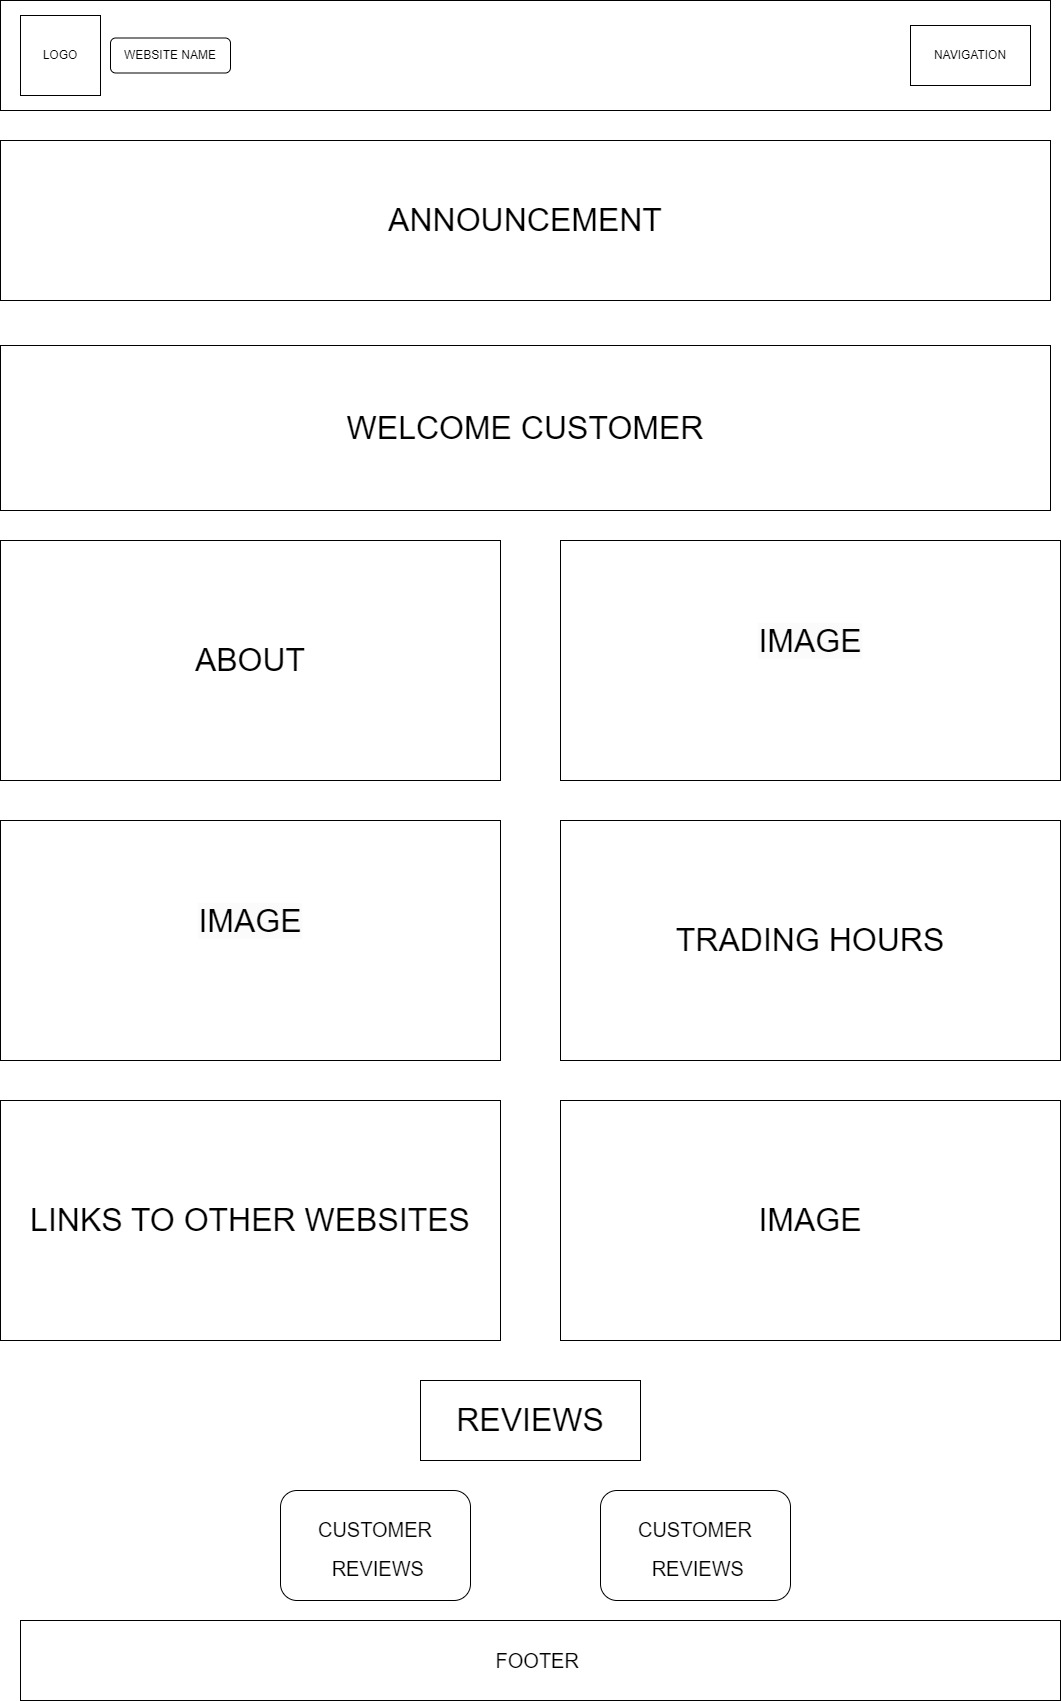 LOGO
WEBSITE NAME
NAVIGATION
ANNOUNCEMENT
WELCOME CUSTOMER
ABOUT
IMAGE
IMAGE
TRADING HOURS
LINKS TO OTHER WEBSITES
IMAGE
REVIEWS
CUSTOMER
REVIEWS
CUSTOMER
REVIEWS
FOOTER